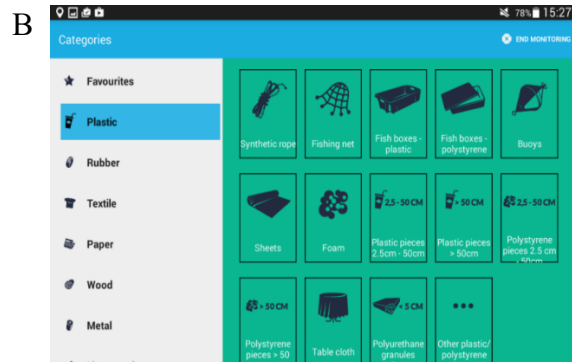 B
78% 15:27
Categories
END MONITORING
Favourites
Plastic
Rubber
Textile
Paper
Wood
Metal
Synthetic rope
Fishing net
Fish boxes -
plastic
Fish boxes -
polystyrene
Buoys
Sheets
Foam
2,5 - 50 CM
Plastic pieces
2.5cm - 50cm
> 50 CM
Plastic pieces
> 50cm
2,5 - 50 CM
Polystyrene
pieces 2.5 cm
- 50cm
> 50 CM
Polystyrene
pieces > 50
Table cloth
< 5 CM
Polyurethane
granules
Other plastic/
polystyrene